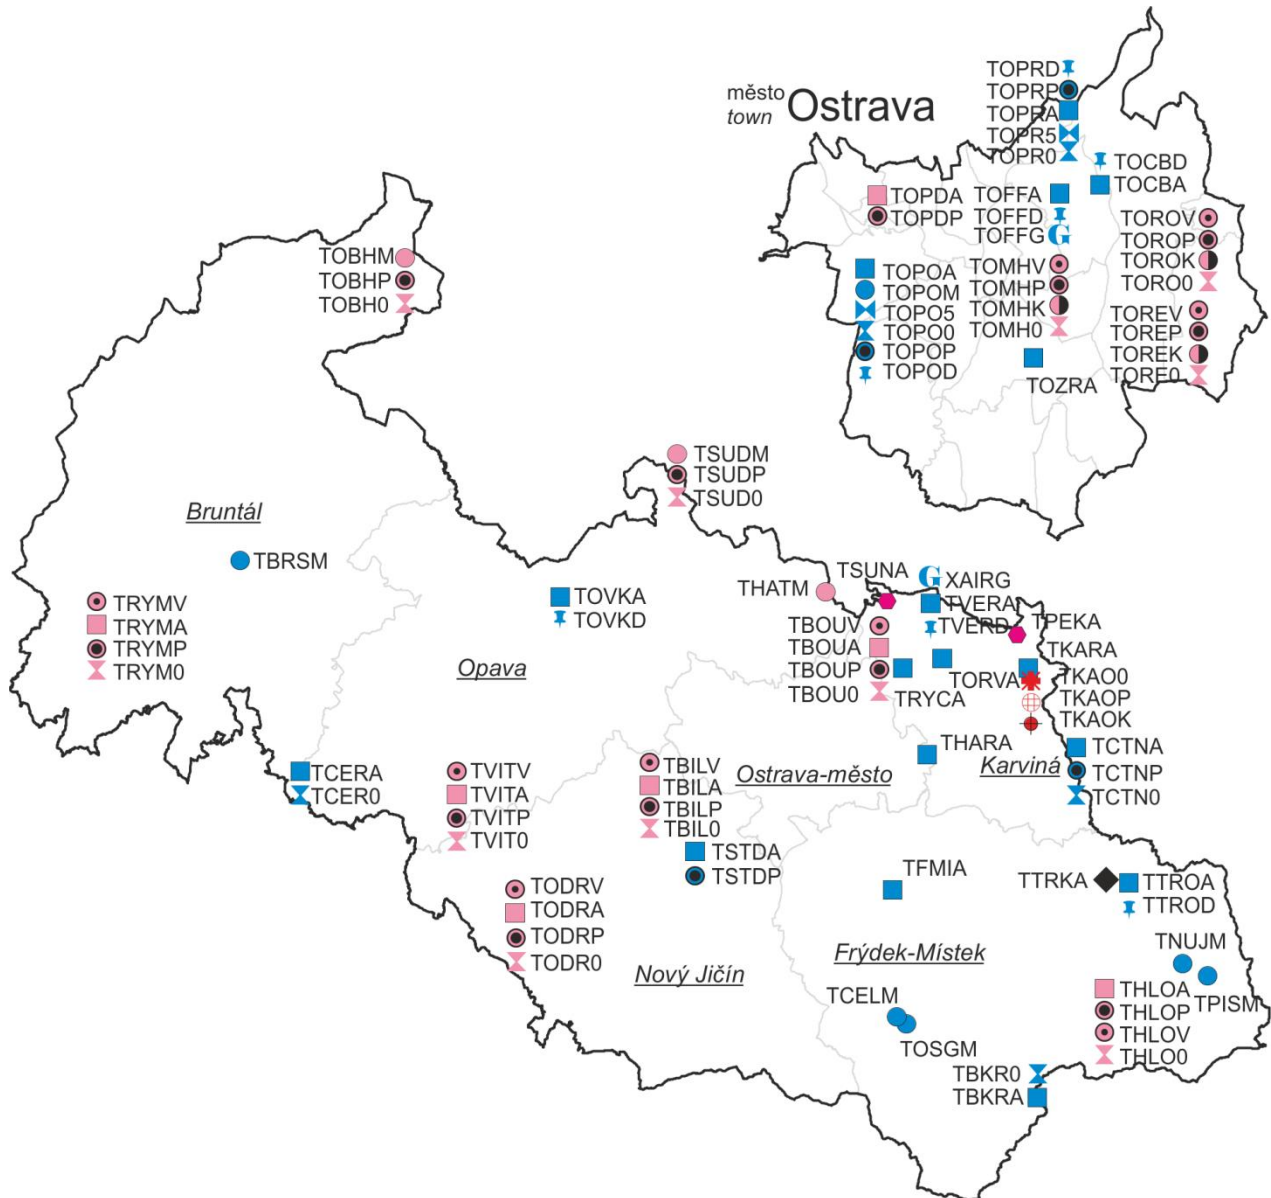 město
town
Ostrava
TOPRD
TOPRP
TOPRA
TOPR5
TOPR0
TOCBD
TOCBA
TOPDA
TOPDP
TOFFA
TOFFD
TOFFG
G
TOROV
TOROP
TOROK
TORO0
TOPOA
TOPOM
TOPO5
TOPO0
TOPOP
TOPOD
TOMHV
TOMHP
TOMHK
TOMH0
TOREV
TOREP
TOREK
TORE0
TOZRA
TOBHM
TOBHP
TOBH0
TSUDM
TSUDP
TSUD0
Bruntál
TBRSM
TRYMV
TRYMA
TRYMP
TRYM0
TOVKA
TOVKD
Opava
THATM
TSUNA
G XAIRG
TVERA
TVERD
TPEKA
TBOUV
TBOUA
TBOUP
TBOU0
TRYCA
TORVA
TKARA
TKAO0
TKAOP
TKAOK
THARA
Karviná
TCTNA
TCTNP
TCTN0
Ostrava-město
TCERA
TCER0
TVITV
TVITA
TVITP
TVIT0
TBILV
TBILA
TBILP
TBIL0
TSTDA
TSTDP
TODRV
TODRA
TODRP
TODR0
Nový Jičín
TFMIA
TTRKA
TTROA
TTROD
Frýdek-Místek
TNUJM
TPISM
TCELM
TOSGM
THLOA
THLOP
THLOV
THLO0
TBKR0
TBKRA